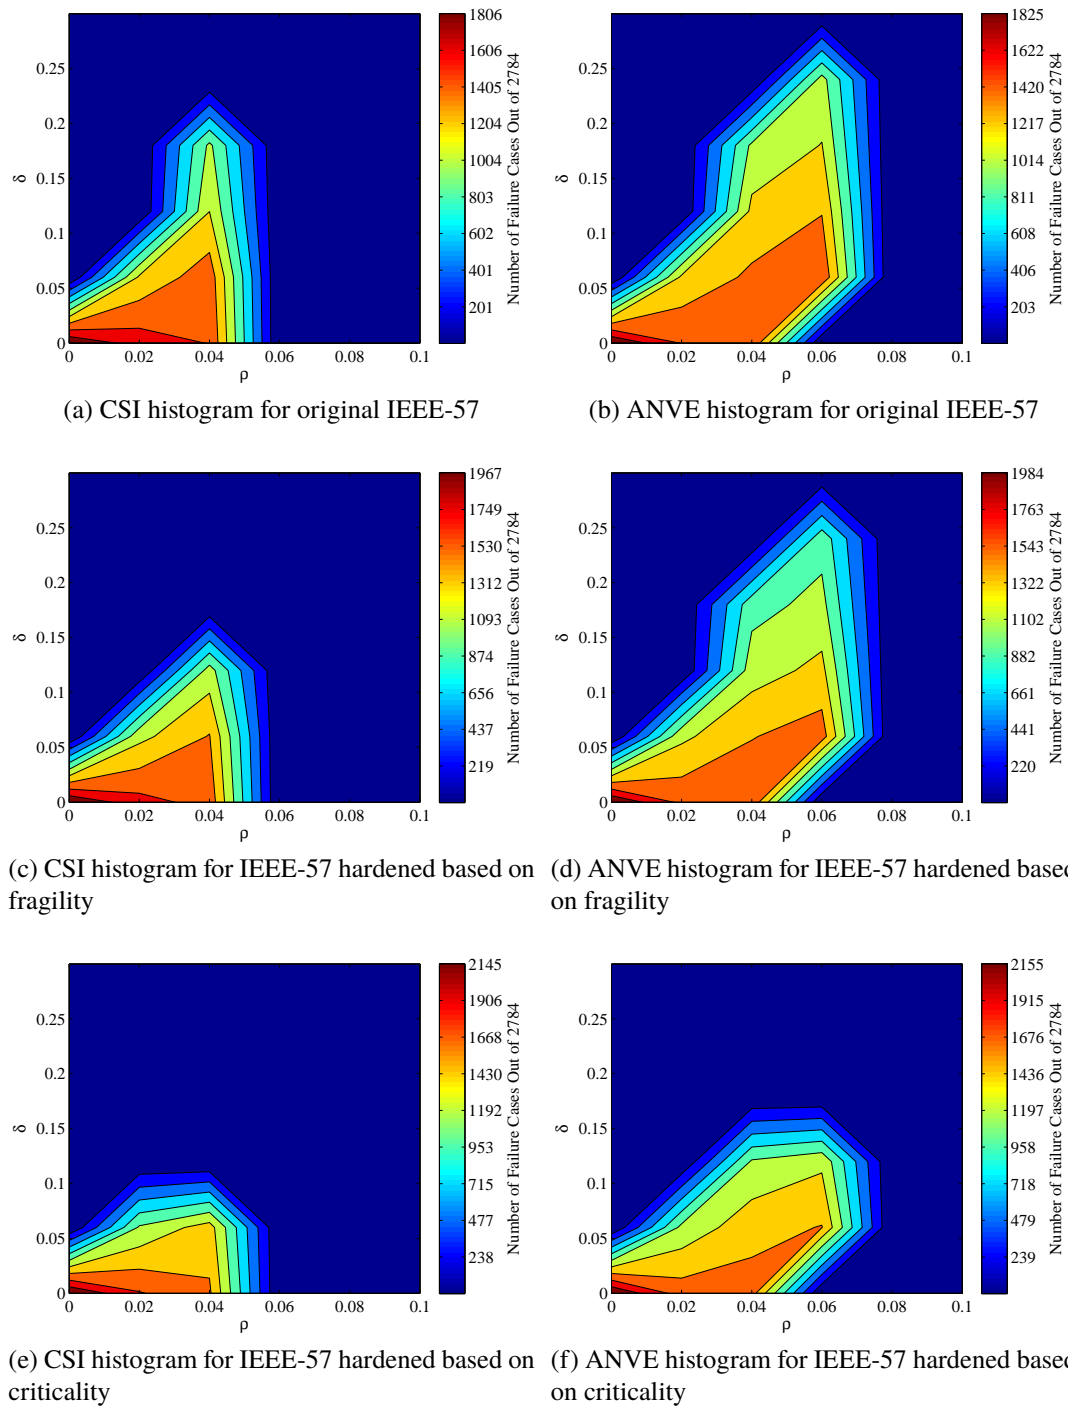 1806
1606
1405
1204
1004
803
602
401
201
0.25
0.2
0.15
0.1
0.05
0
δ
0 0.02 0.04 0.06 0.08 0.1
ρ
Number of Failure Cases Out of 2784
(a) CSI histogram for original IEEE-57
1825
1622
1420
1217
1014
811
608
406
203
0.25
0.2
0.15
0.1
0.05
0
δ
0 0.02 0.04 0.06 0.08 0.1
ρ
Number of Failure Cases Out of 2784
(b) ANVE histogram for original IEEE-57
1967
1749
1530
1312
1093
874
656
437
219
0.25
0.2
0.15
0.1
0.05
0
δ
0 0.02 0.04 0.06 0.08 0.1
ρ
Number of Failure Cases Out of 2784
(c) CSI histogram for IEEE-57 hardened based on
fragility
1984
1763
1543
1322
1102
882
661
441
220
0.25
0.2
0.15
0.1
0.05
0
δ
0 0.02 0.04 0.06 0.08 0.1
ρ
Number of Failure Cases Out of 2784
(d) ANVE histogram for IEEE-57 hardened based
on fragility
2145
1906
1668
1430
1192
953
715
477
238
0.25
0.2
0.15
0.1
0.05
0
δ
0 0.02 0.04 0.06 0.08 0.1
ρ
Number of Failure Cases Out of 2784
(e) CSI histogram for IEEE-57 hardened based on
criticality
2155
1915
1676
1436
1197
958
718
479
239
0.25
0.2
0.15
0.1
0.05
0
δ
0 0.02 0.04 0.06 0.08 0.1
ρ
Number of Failure Cases Out of 2784
(f) ANVE histogram for IEEE-57 hardened based
on criticality